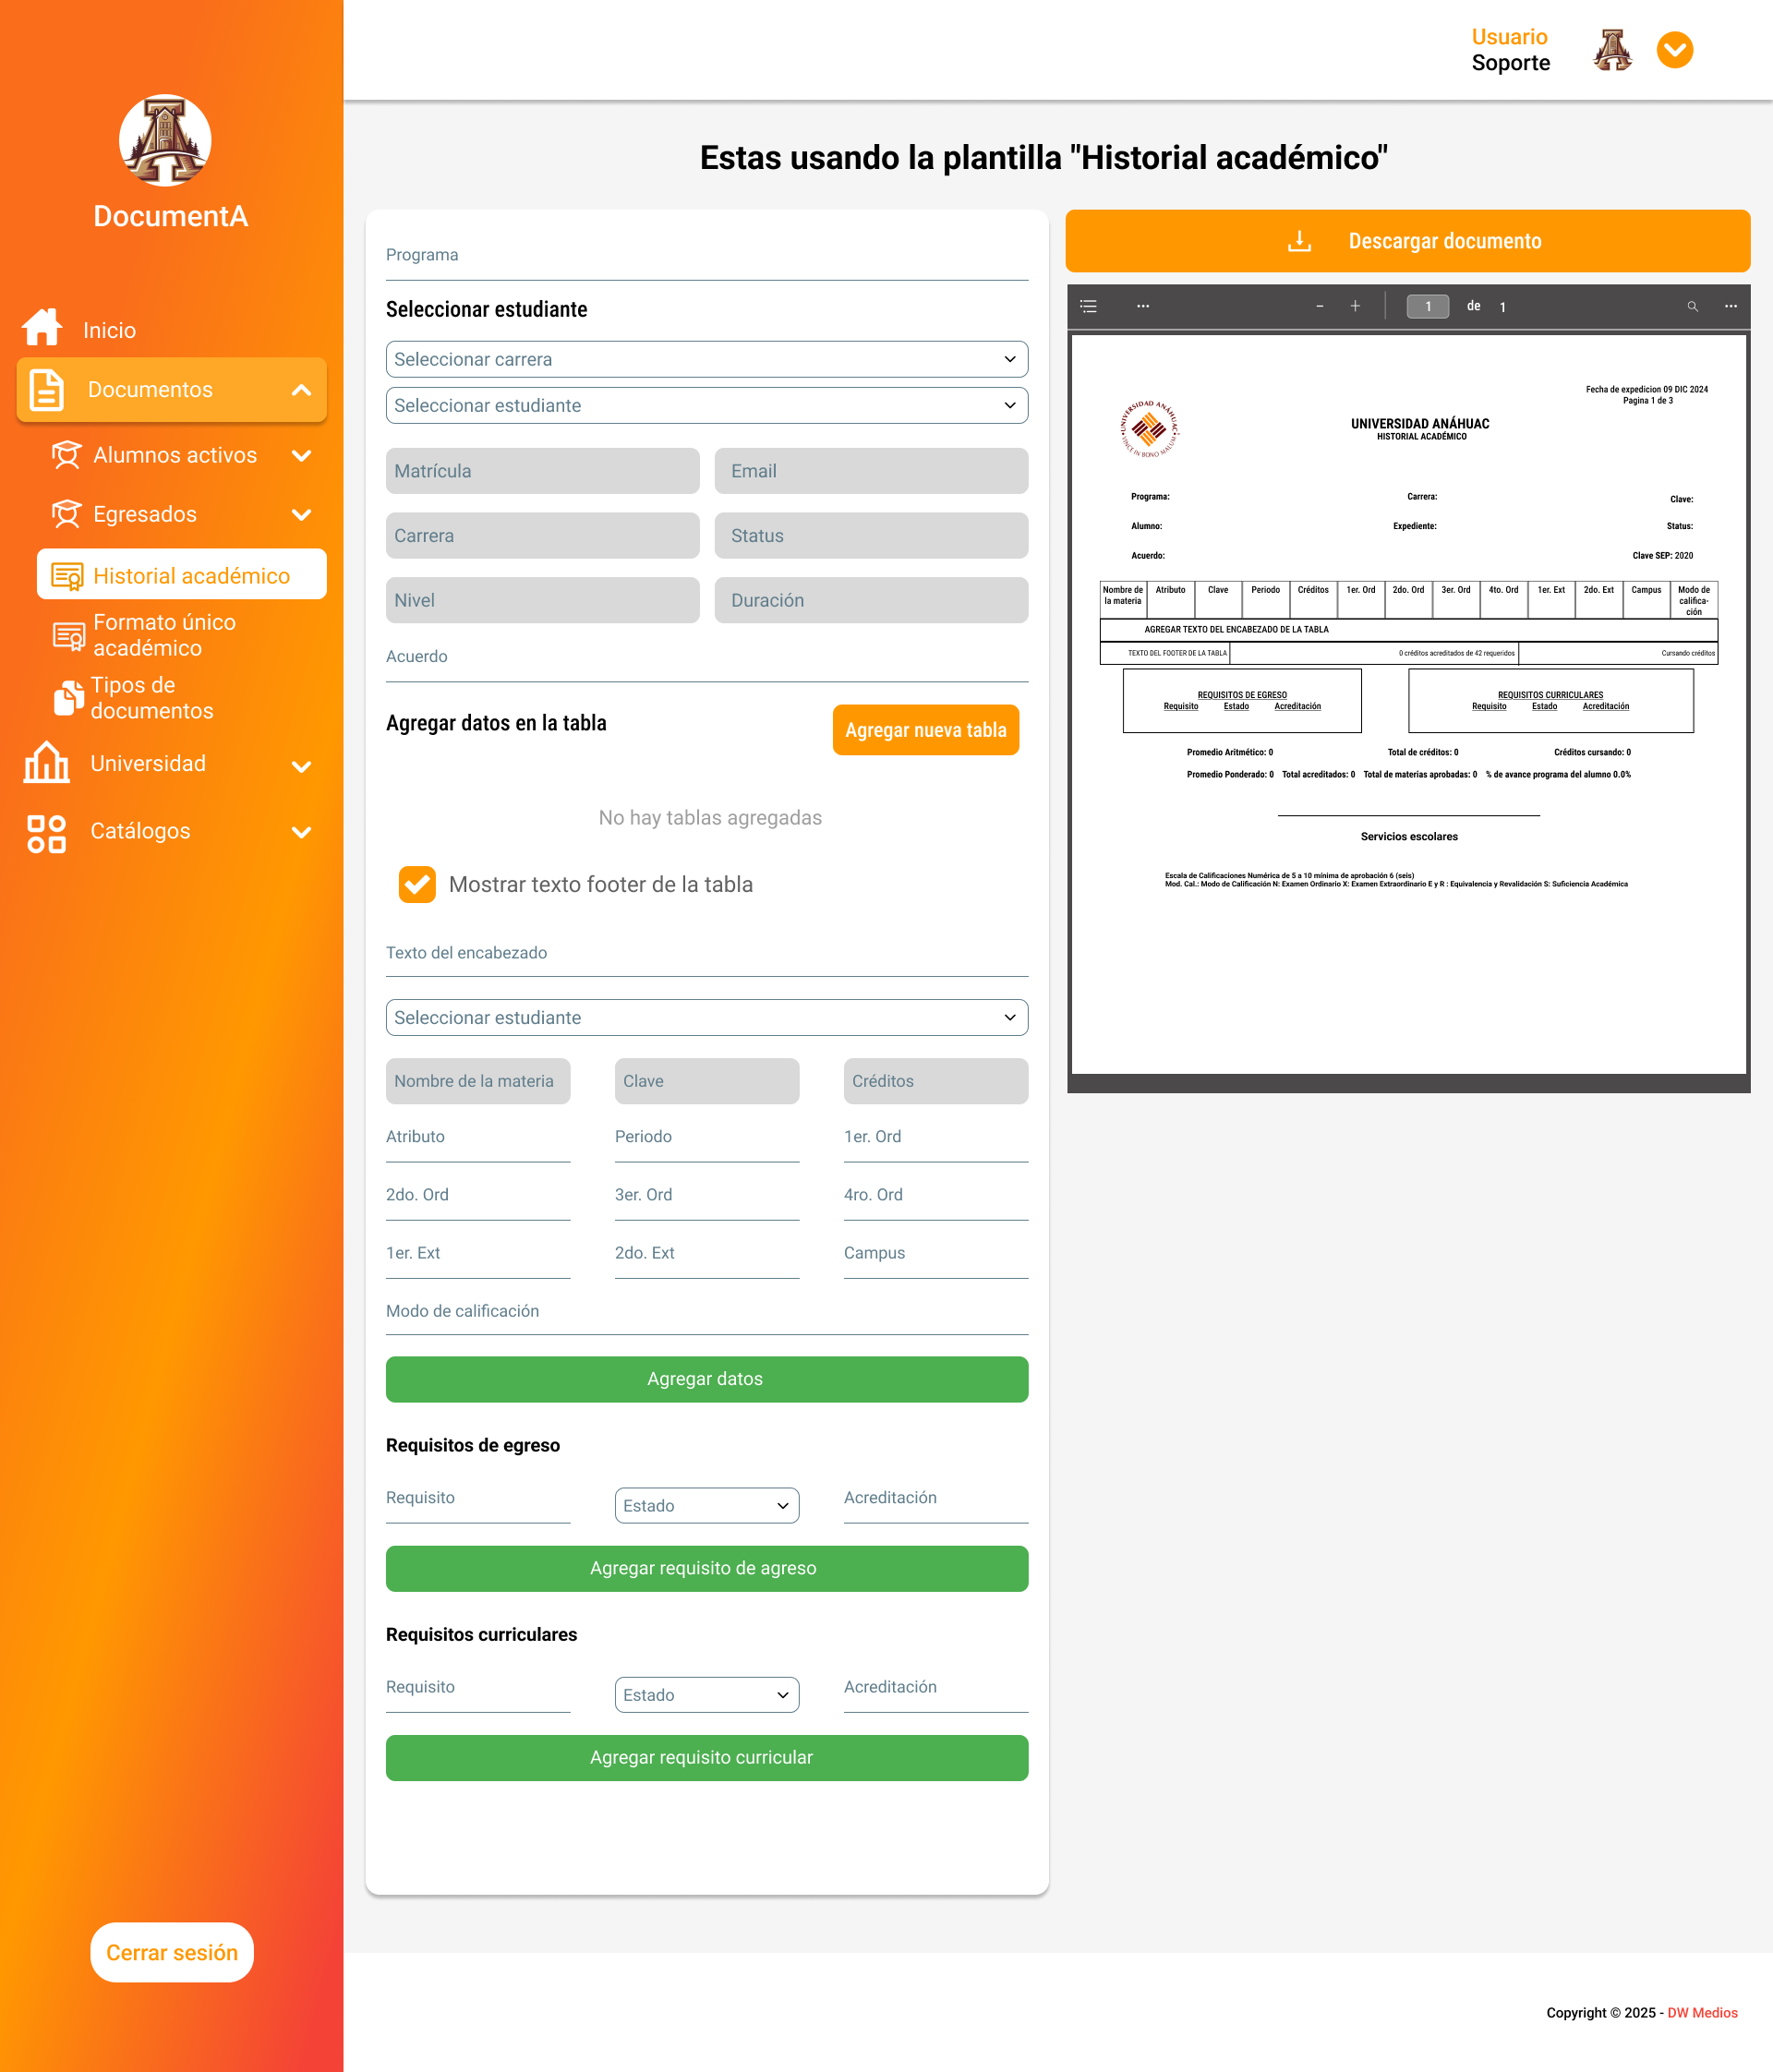 Usuario
Soporte
DocumentA
Inicio
Documentos
Alumnos activos
Egresados
Historial académico
Formato único
académico
Tipos de
documentos
Universidad
Catálogos
Cerrar sesión
Estas usando la plantilla "Historial académico"
Programa
Seleccionar estudiante
Seleccionar carrera
Seleccionar estudiante
Matrícula
Email
Carrera
Status
Nivel
Duración
Acuerdo
Agregar datos en la tabla
Agregar nueva tabla
No hay tablas agregadas
Mostrar texto footer de la tabla
Texto del encabezado
Seleccionar estudiante
Nombre de la materia
Clave
Créditos
Atributo
Periodo
1er. Ord
2do. Ord
3er. Ord
4ro. Ord
1er. Ext
2do. Ext
Campus
Modo de calificación
Agregar datos
Requisitos de egreso
Requisito
Estado
Acreditación
Agregar requisito de agreso
Requisitos curriculares
Requisito
Estado
Acreditación
Agregar requisito curricular
Descargar documento
1 de 1
Fecha de expedicion 09 DIC 2024
Pagina 1 de 3
UNIVERSIDAD ANÁHUAC
VINCE IN BONO MALUM
UNIVERSIDAD ANÁHUAC
HISTORIAL ACADÉMICO
Programa:
Carrera:
Clave:
Alumno:
Expediente:
Status:
Acuerdo:
Clave SEP: 2020
Nombre de
la materia
Atributo
Clave
Periodo
Créditos
1er. Ord
2do. Ord
3er. Ord
4to. Ord
1er. Ext
2do. Ext
Campus
Modo de
califica-
ción
AGREGAR TEXTO DEL ENCABEZADO DE LA TABLA
TEXTO DEL FOOTER DE LA TABLA
0 créditos acreditados de 42 requeridos
Cursando créditos
REQUISITOS DE EGRESO
Requisito Estado Acreditación
REQUISITOS CURRICULARES
Requisito Estado Acreditación
Promedio Aritmético: 0
Total de créditos: 0
Créditos cursando: 0
Promedio Ponderado: 0 Total acreditados: 0 Total de materias aprobadas: 0 % de avance programa del alumno 0.0%
Servicios escolares
Escala de Calificaciones Numérica de 5 a 10 mínima de aprobación 6 (seis)
Mod. Cal.: Modo de Calificación N: Examen Ordinario X: Examen Extraordinario E y R : Equivalencia y Revalidación S: Suficiencia Académica
Copyright © 2025 - DW Medios